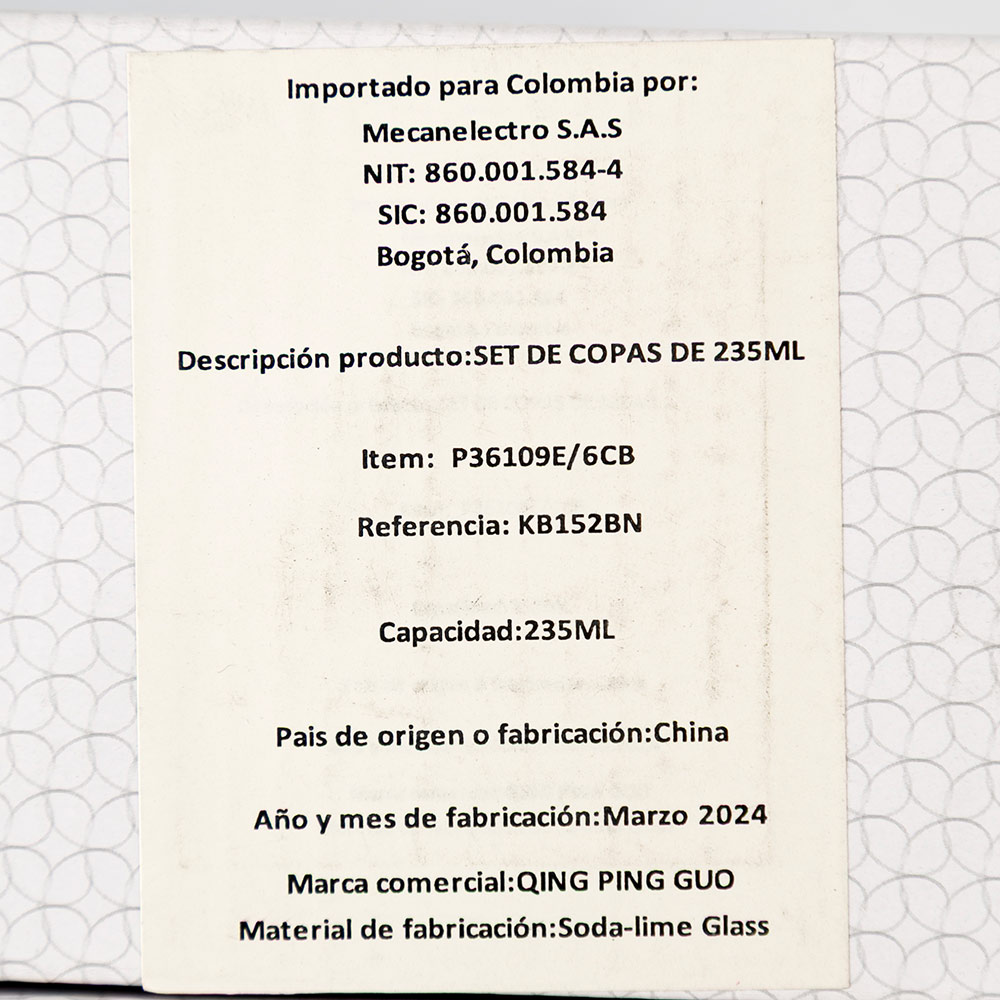 Importado para Colombia por:
Mecanelectro S.A.S
NIT: 860.001.584-4
SIC: 860.001.584
Bogotá, Colombia
Descripción producto:SET DE COPAS DE 235ML
Item: P36109E/6CB
Referencia: KB152BN
Capacidad:235ML
Pais de origen o fabricación:China
Año y mes de fabricación:Marzo 2024
Marca comercial:QING PING GUO
Material de fabricación:Soda-lime Glass